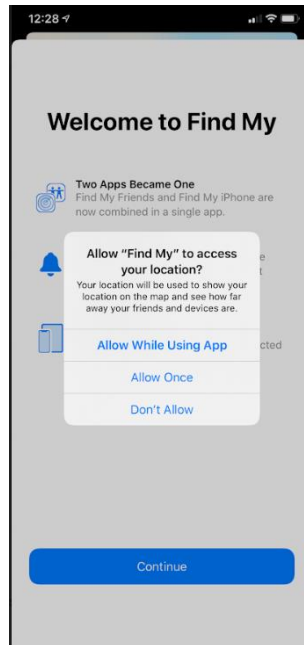 12:28
Welcome to Find My
Two Apps Became One
Find My Friends and Find My iPhone are
now combined in a single app.
Allow “Find My” to access
your location?
Your location will be used to show your
location on the map and see how far
away your friends and devices are.
Allow While Using App
Allow Once
Don't Allow
Continue